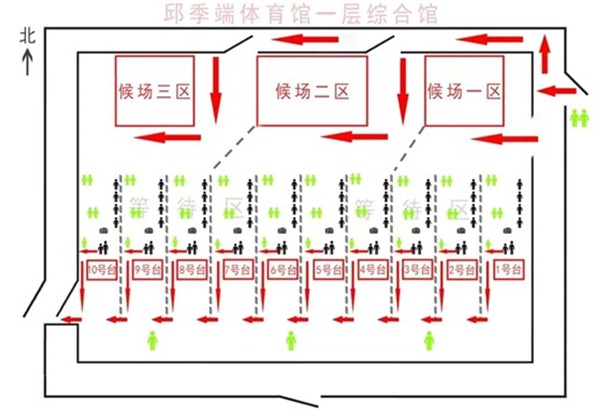 邱季端体育馆一层综合馆
北
候场三区
候场二区
候场一区
等待区
等待区
10号台
9号台
8号台
7号台
6号台
5号台
4号台
3号台
2号台
1号台